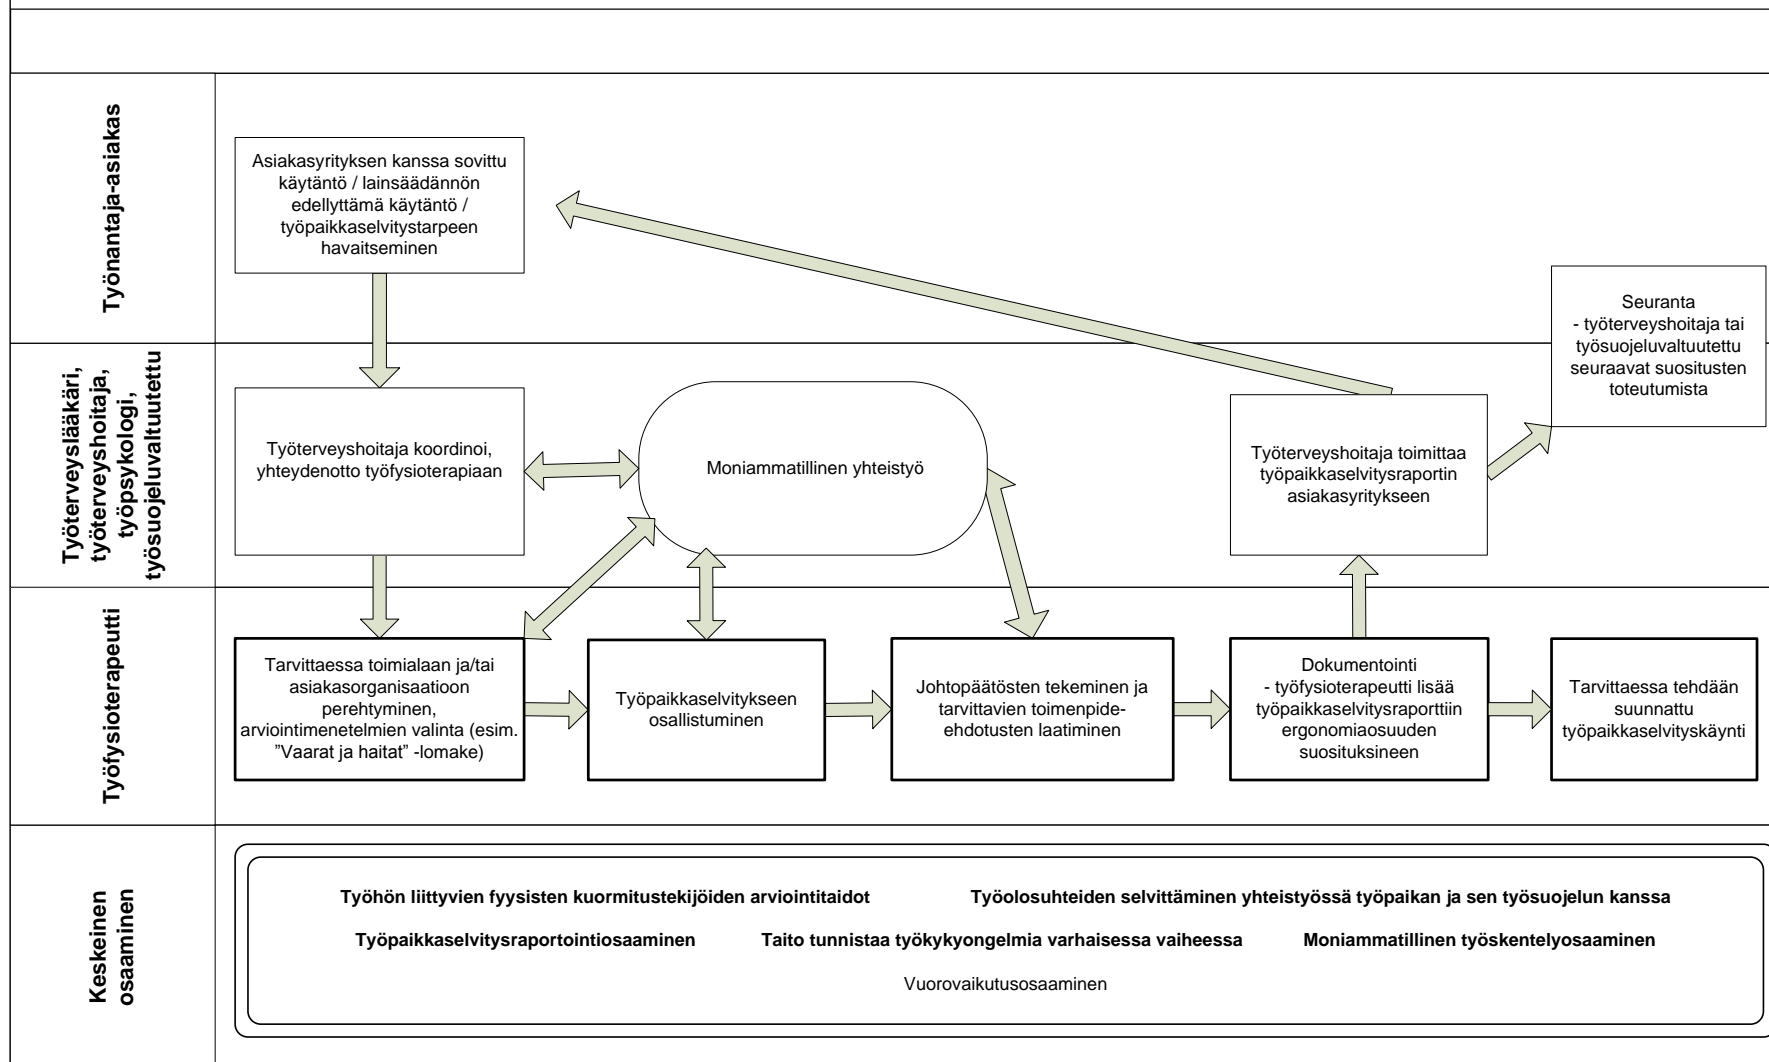 Työnantaja-asiakas
Asiakasyrityksen kanssa sovittu
käytäntö / lainsäädännön
edellyttämä käytäntö /
työpaikkaselvitystarpeen
havaitseminen
Seuranta
- työterveyshoitaja tai
työsuojeluvaltuutettu
seuraavat suositusten
toteutumista
Työterveyslääkäri,
työterveyshoitaja,
työpsykologi,
työsuojeluvaltuutettu
Työterveyshoitaja koordinoi,
yhteydenotto työfysioterapiaan
Moniammatillinen yhteistyö
Työterveyshoitaja toimittaa
työpaikkaselvitysraportin
asiakasyritykseen
Työfysioterapeutti
Tarvittaessa toimialaan ja/tai
asiakasorganisaatioon
perehtyminen,
arviointimenetelmien valinta (esim.
”Vaarat ja haitat” -lomake)
Työpaikkaselvitykseen
osallistuminen
Johtopäätösten tekeminen ja
tarvittavien toimenpide-
ehdotusten laatiminen
Dokumentointi
- työfysioterapeutti lisää
työpaikkaselvitysraporttiin
ergonomiaosuuden
suosituksineen
Tarvittaessa tehdään
suunnattu
työpaikkaselvityskäynti
Keskeinen
osaaminen
Työhön liittyvien fyysisten kuormitustekijöiden arviointitaidot
Työolosuhteiden selvittäminen yhteistyössä työpaikan ja sen työsuojelun kanssa
Työpaikkaselvitysraportointiosaaminen
Taito tunnistaa työkykyongelmia varhaisessa vaiheessa
Moniammatillinen työskentelyosaaminen
Vuorovaikutusosaaminen